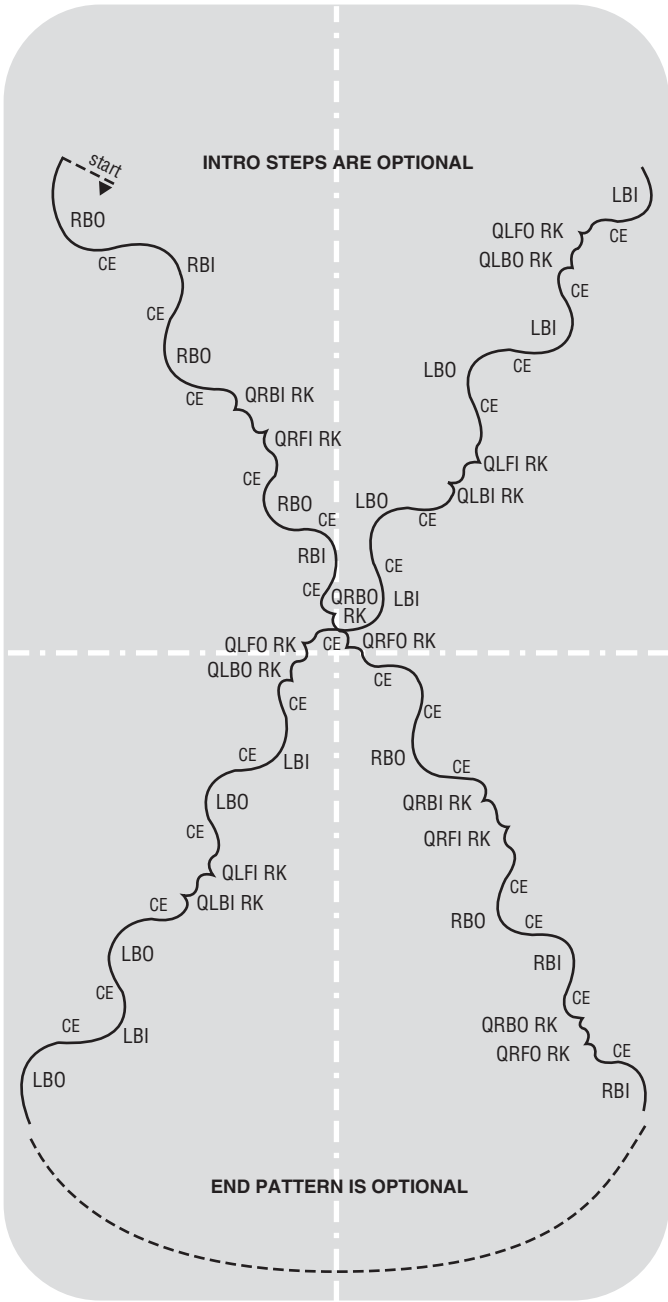 start
INTRO STEPS ARE OPTIONAL
RBO
CE
RBI
CE
RBO
CE
QRBI RK
QRFI RK
CE
RBO
CE
RBI
CE
QRBO
RK
CE
QRFO RK
CE
CE
RBO
CE
QRBI RK
QRFI RK
CE
RBO
CE
RBI
CE
QRBO RK
QRFO RK
CE
RBI
LBI
CE
QLFO RK
QLBO RK
CE
LBI
CE
LBO
CE
QLFI RK
QLBI RK
CE
LBO
CE
LBI
QLFO RK
QLBO RK
CE
LBI
CE
LBO
CE
QLFI RK
QLBI RK
CE
LBO
CE
LBI
CE
LBO
END PATTERN IS OPTIONAL